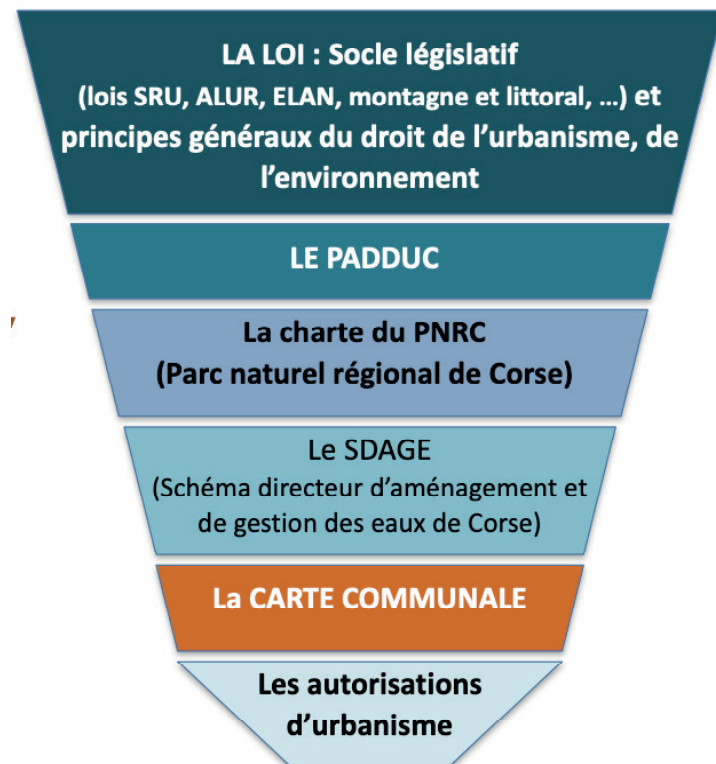 LA LOI : Socle législatif
(lois SRU, ALUR, ELAN, montagne et littoral, …) et
principes généraux du droit de l’urbanisme, de
l’environnement
LE PADDUC
La charte du PNRC
(Parc naturel régional de Corse)
Le SDAGE
(Schéma directeur d’aménagement et
de gestion des eaux de Corse)
La CARTE COMMUNALE
Les autorisations
d’urbanisme